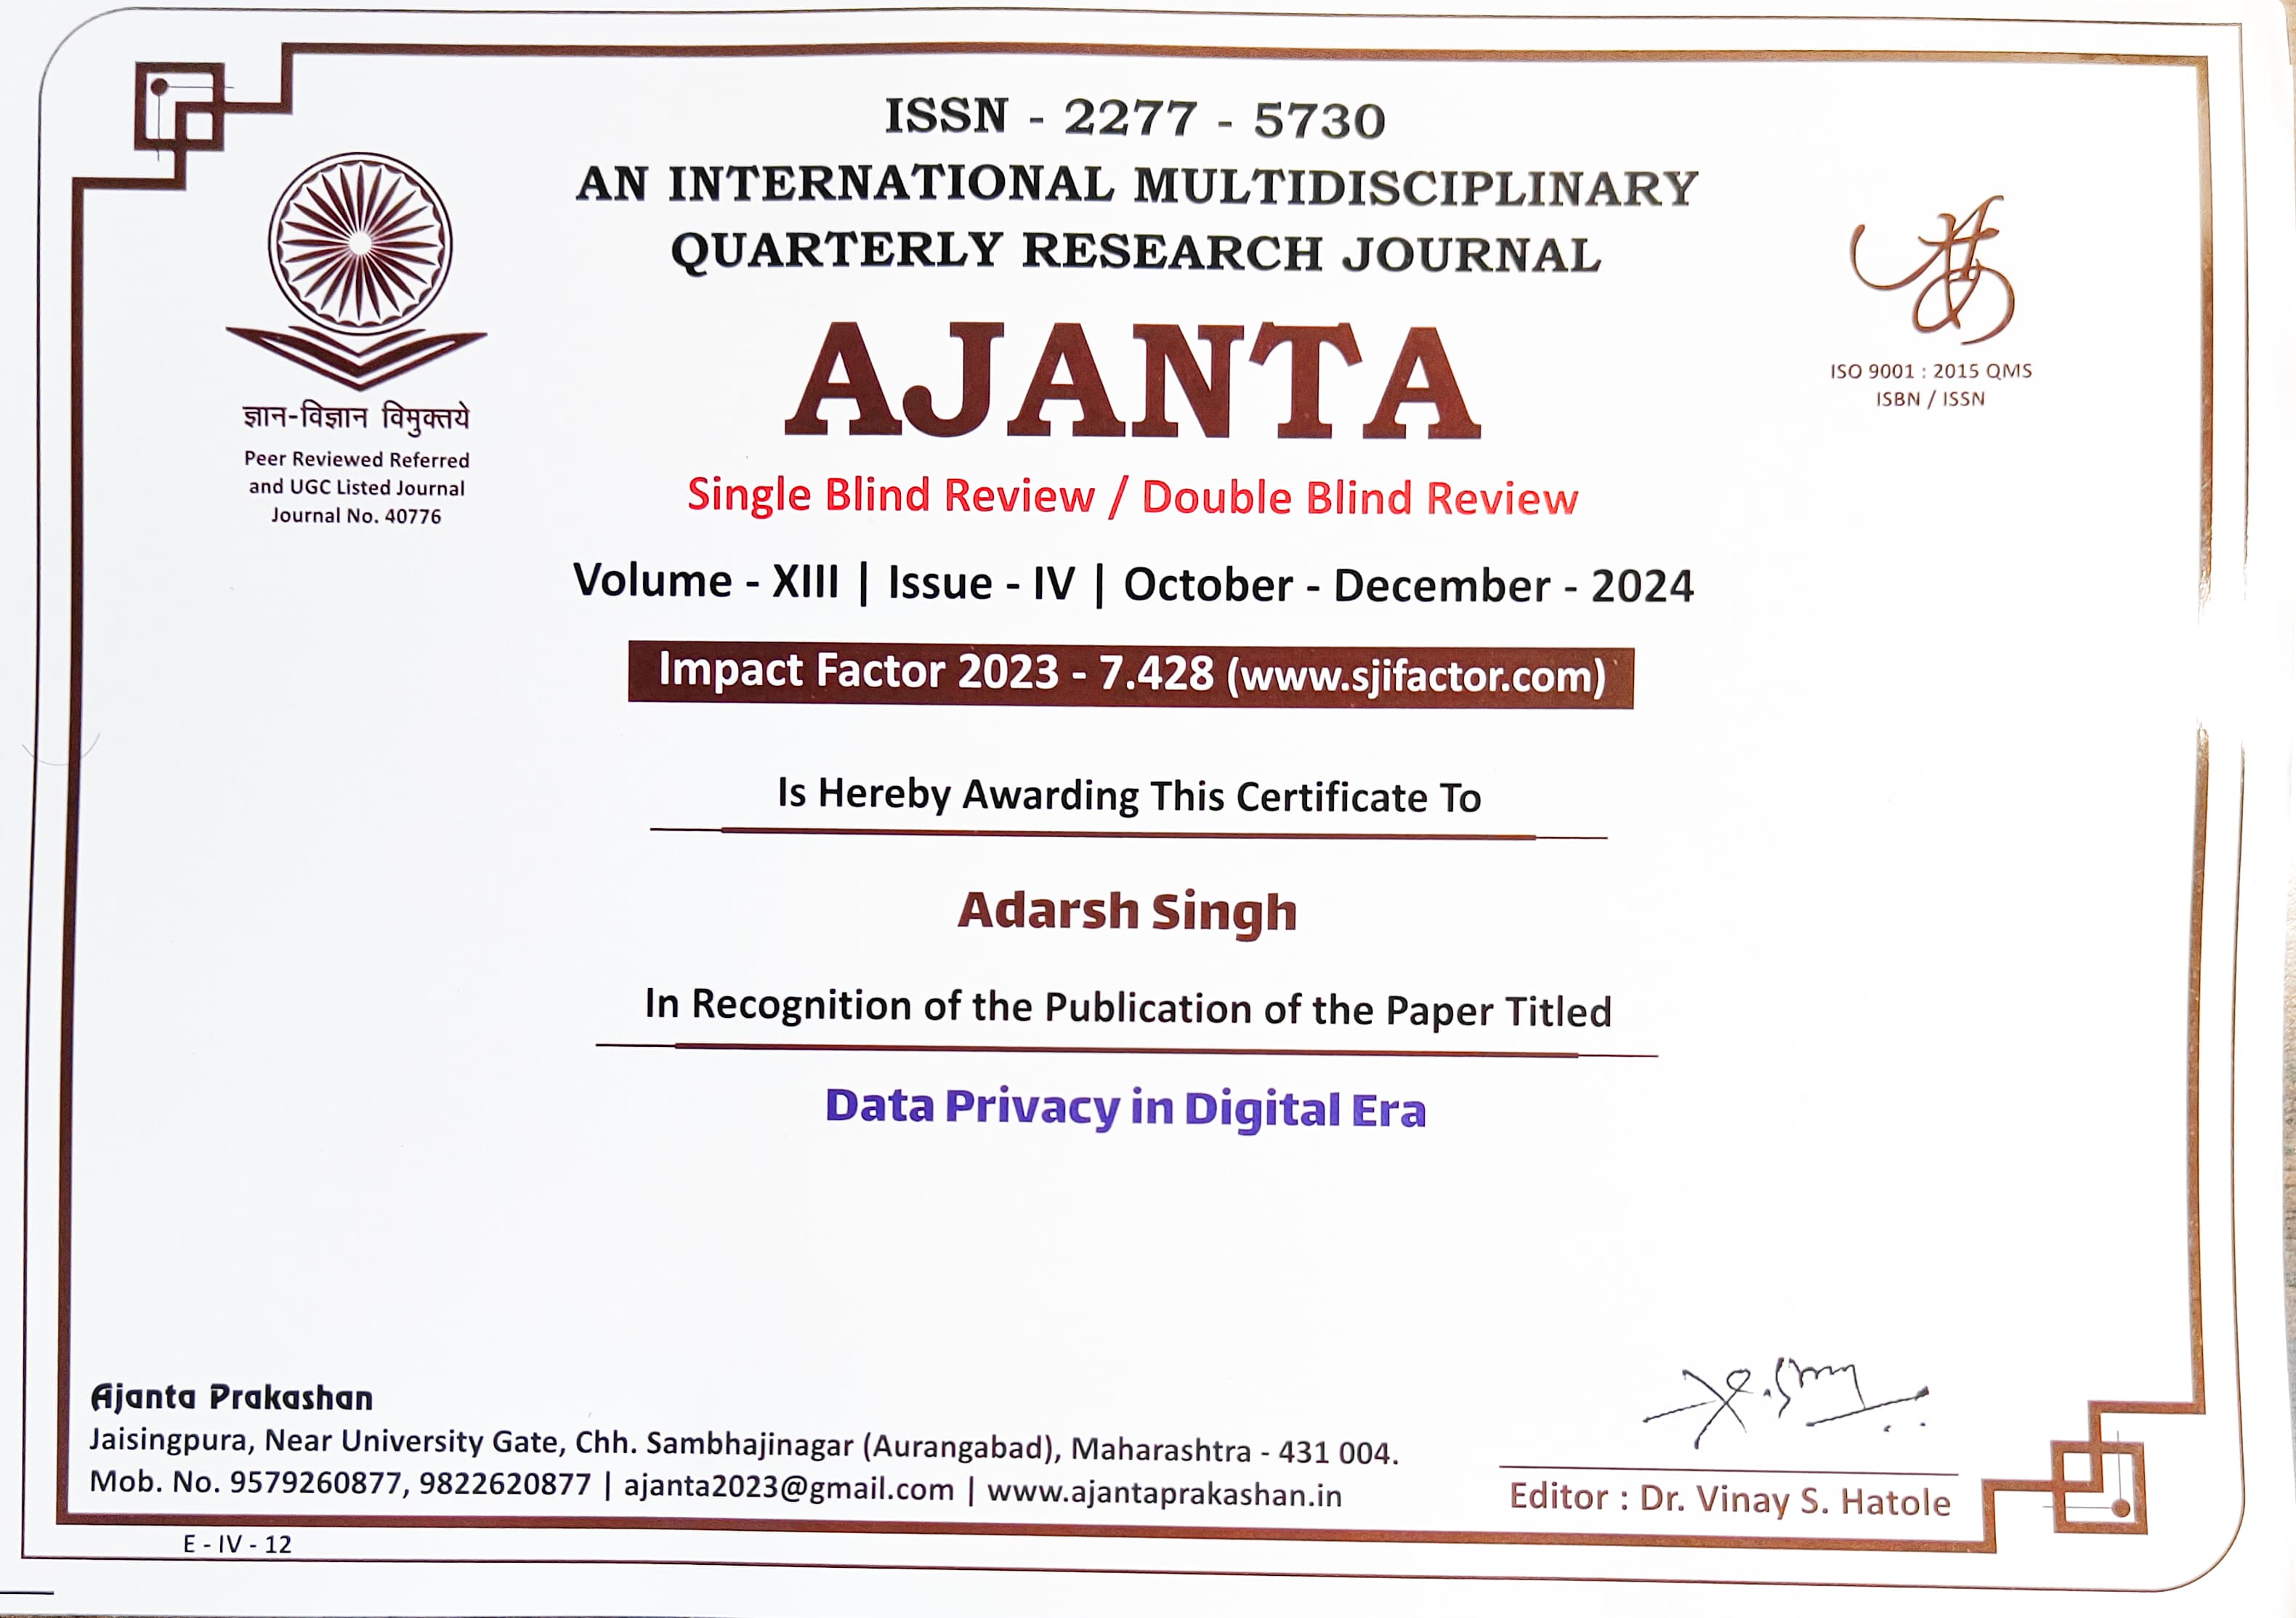 ISSN - 2277 - 5730
AN INTERNATIONAL MULTIDISCIPLINARY
QUARTERLY RESEARCH JOURNAL
AJANTA
ज्ञान-विज्ञान विमुक्तये
Peer Reviewed Referred
and UGC Listed Journal
Journal No. 40776
ISO 9001 : 2015 QMS
ISBN / ISSN
Single Blind Review / Double Blind Review
Volume - XIII | Issue - IV | October - December - 2024
Impact Factor 2023 - 7.428 (www.sjifactor.com)
Is Hereby Awarding This Certificate To
Adarsh Singh
In Recognition of the Publication of the Paper Titled
Data Privacy in Digital Era
Ajanta Prakashan
Jaisingpura, Near University Gate, Chh. Sambhajinagar (Aurangabad), Maharashtra - 431 004.
Mob. No. 9579260877, 9822620877 | ajanta2023@gmail.com | www.ajantaprakashan.in
Editor : Dr. Vinay S. Hatole
E - IV - 12